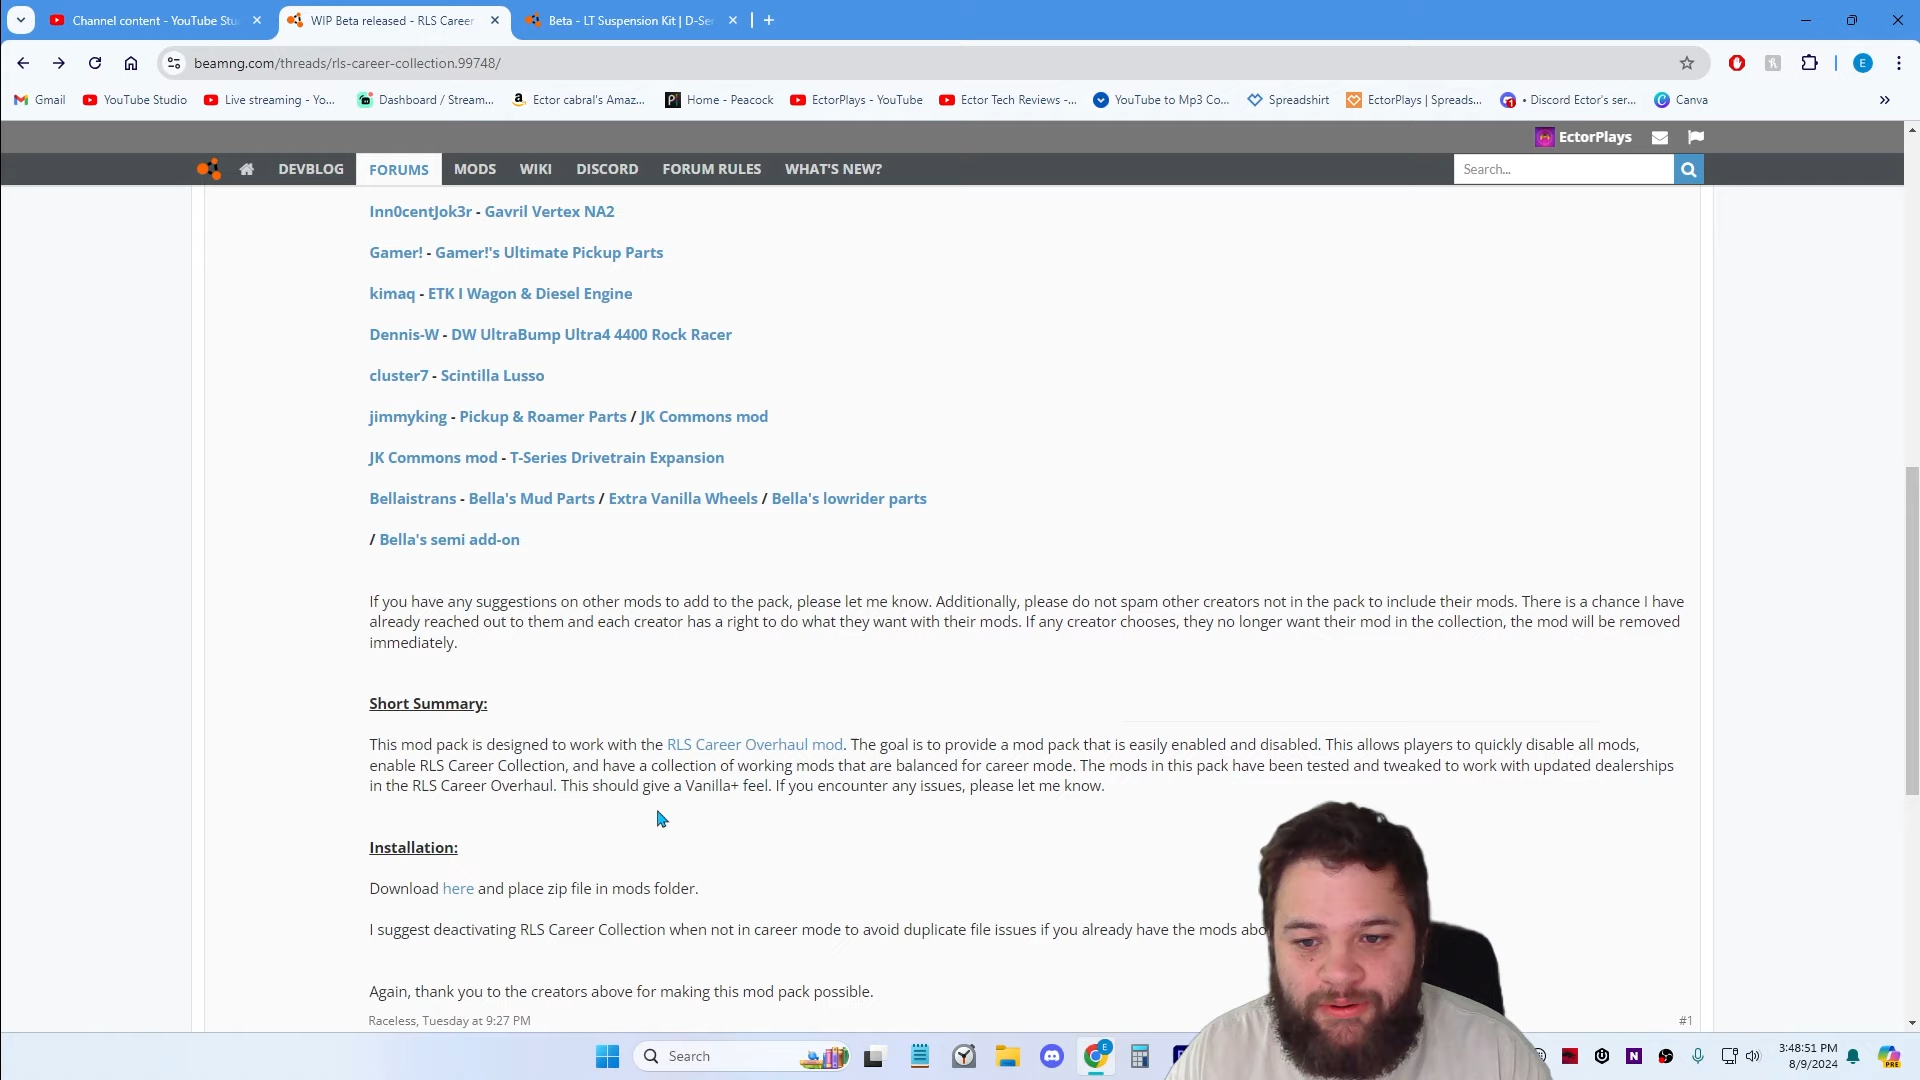 Channel content - YouTube Stu
WIP Beta released - RLS Career
Beta - LT Suspension Kit | D-Se
beamng.com/threads/rls-career-collection.99748/
E
Gmail
YouTube Studio
Live streaming - Yo...
Dashboard / Stream...
Ector cabral's Amaz...
Home - Peacock
EctorPlays - YouTube
Ector Tech Reviews -...
YouTube to Mp3 Co...
Spreadshirt
EctorPlays | Spreads...
• Discord Ector's ser...
Canva
EctorPlays
DEVBLOG
FORUMS
MODS
WIKI
DISCORD
FORUM RULES
WHAT'S NEW?
Search...
Inn0centJok3r - Gavril Vertex NA2
Gamer! - Gamer!'s Ultimate Pickup Parts
kimaq - ETK I Wagon & Diesel Engine
Dennis-W - DW UltraBump Ultra4 4400 Rock Racer
cluster7 - Scintilla Lusso
jimmyking - Pickup & Roamer Parts / JK Commons mod
JK Commons mod - T-Series Drivetrain Expansion
Bellaistrans - Bella's Mud Parts / Extra Vanilla Wheels / Bella's lowrider parts
/ Bella's semi add-on
If you have any suggestions on other mods to add to the pack, please let me know. Additionally, please do not spam other creators not in the pack to include their mods. There is a chance I have
already reached out to them and each creator has a right to do what they want with their mods. If any creator chooses, they no longer want their mod in the collection, the mod will be removed
immediately.
Short Summary:
This mod pack is designed to work with the RLS Career Overhaul mod. The goal is to provide a mod pack that is easily enabled and disabled. This allows players to quickly disable all mods,
enable RLS Career Collection, and have a collection of working mods that are balanced for career mode. The mods in this pack have been tested and tweaked to work with updated dealerships
in the RLS Career Overhaul. This should give a Vanilla+ feel. If you encounter any issues, please let me know.
Installation:
Download here and place zip file in mods folder.
I suggest deactivating RLS Career Collection when not in career mode to avoid duplicate file issues if you already have the mods abo
Again, thank you to the creators above for making this mod pack possible.
Raceless, Tuesday at 9:27 PM
#1
Search
E
N
3:48:51 PM
8/9/2024
PRE